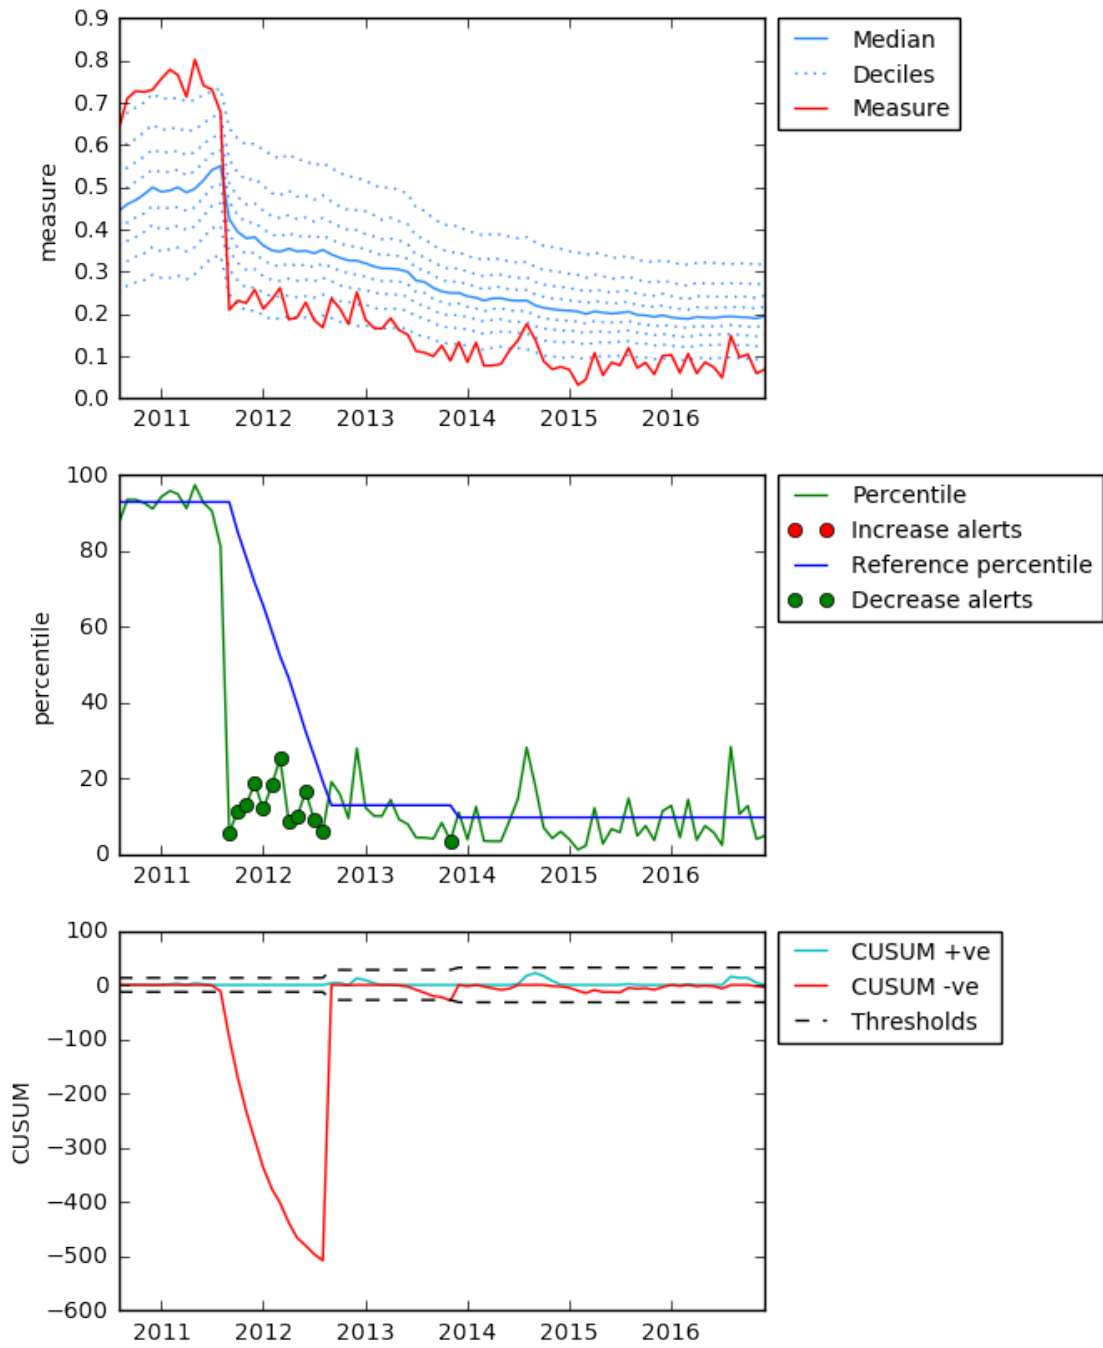 0.9
0.8
0.7
0.6
0.5
0.4
0.3
0.2
0.1
0.0
measure
2011 2012 2013 2014 2015 2016
Median
Deciles
Measure
100
80
60
40
20
0
percentile
2011 2012 2013 2014 2015 2016
Percentile
Increase alerts
Reference percentile
Decrease alerts
100
0
−100
−200
−300
−400
−500
−600
CUSUM
2011 2012 2013 2014 2015 2016
CUSUM +ve
CUSUM -ve
Thresholds